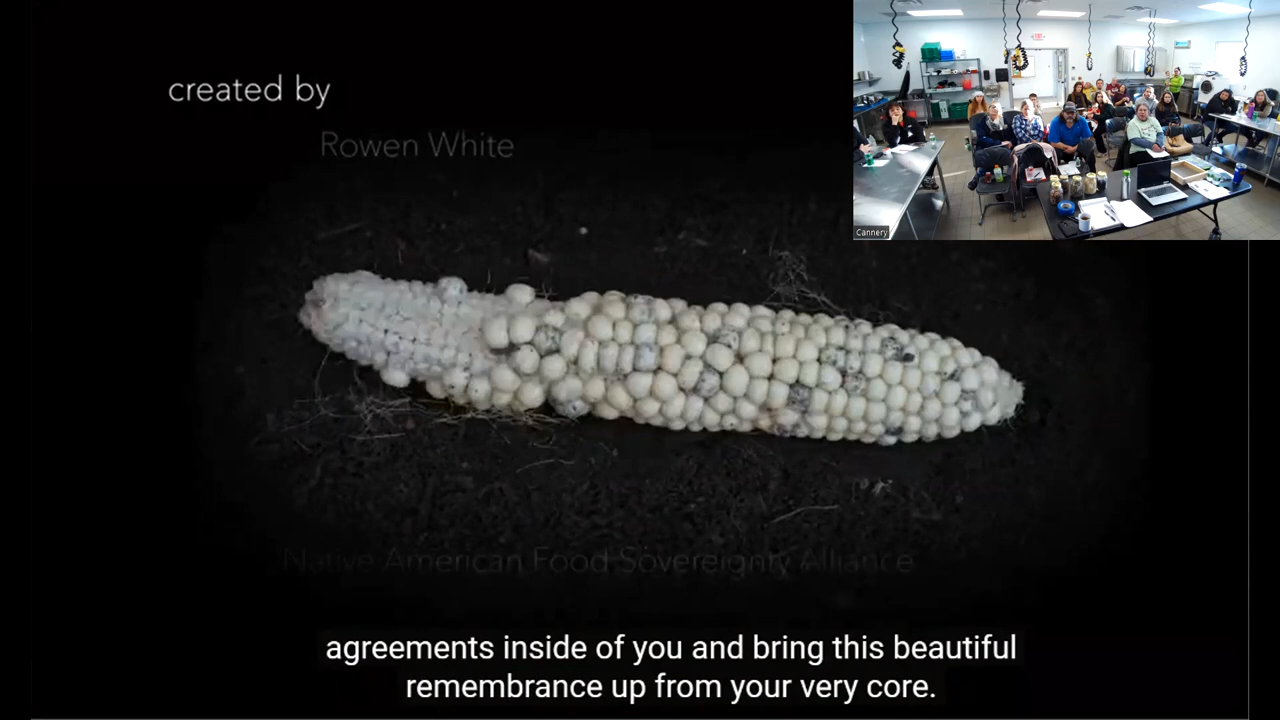 created by
Rowen White
Cannery
Native American Food Sovereignty Alliance
agreements inside of you and bring this beautiful
remembrance up from your very core.